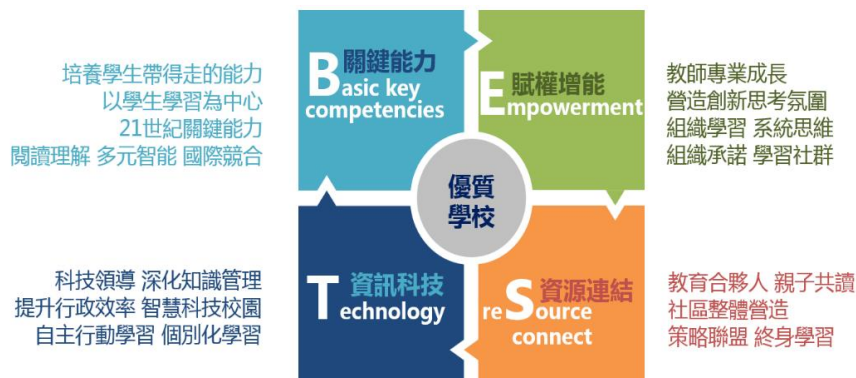 培養學生帶得走的能力
以學生學習為中心
21世紀關鍵能力
閱讀理解 多元智能 國際競合
關鍵能力
Basic key
competencies
賦權增能
Empowerment
教師專業成長
營造創新思考氛圍
組織學習 系統思維
組織承諾 學習社群
優質
學校
科技領導 深化知識管理
提升行政效率 智慧科技校園
自主行動學習 個別化學習
資訊科技
Technology
資源連結
reSource
connect
教育合夥人 親子共讀
社區整體營造
策略聯盟 終身學習